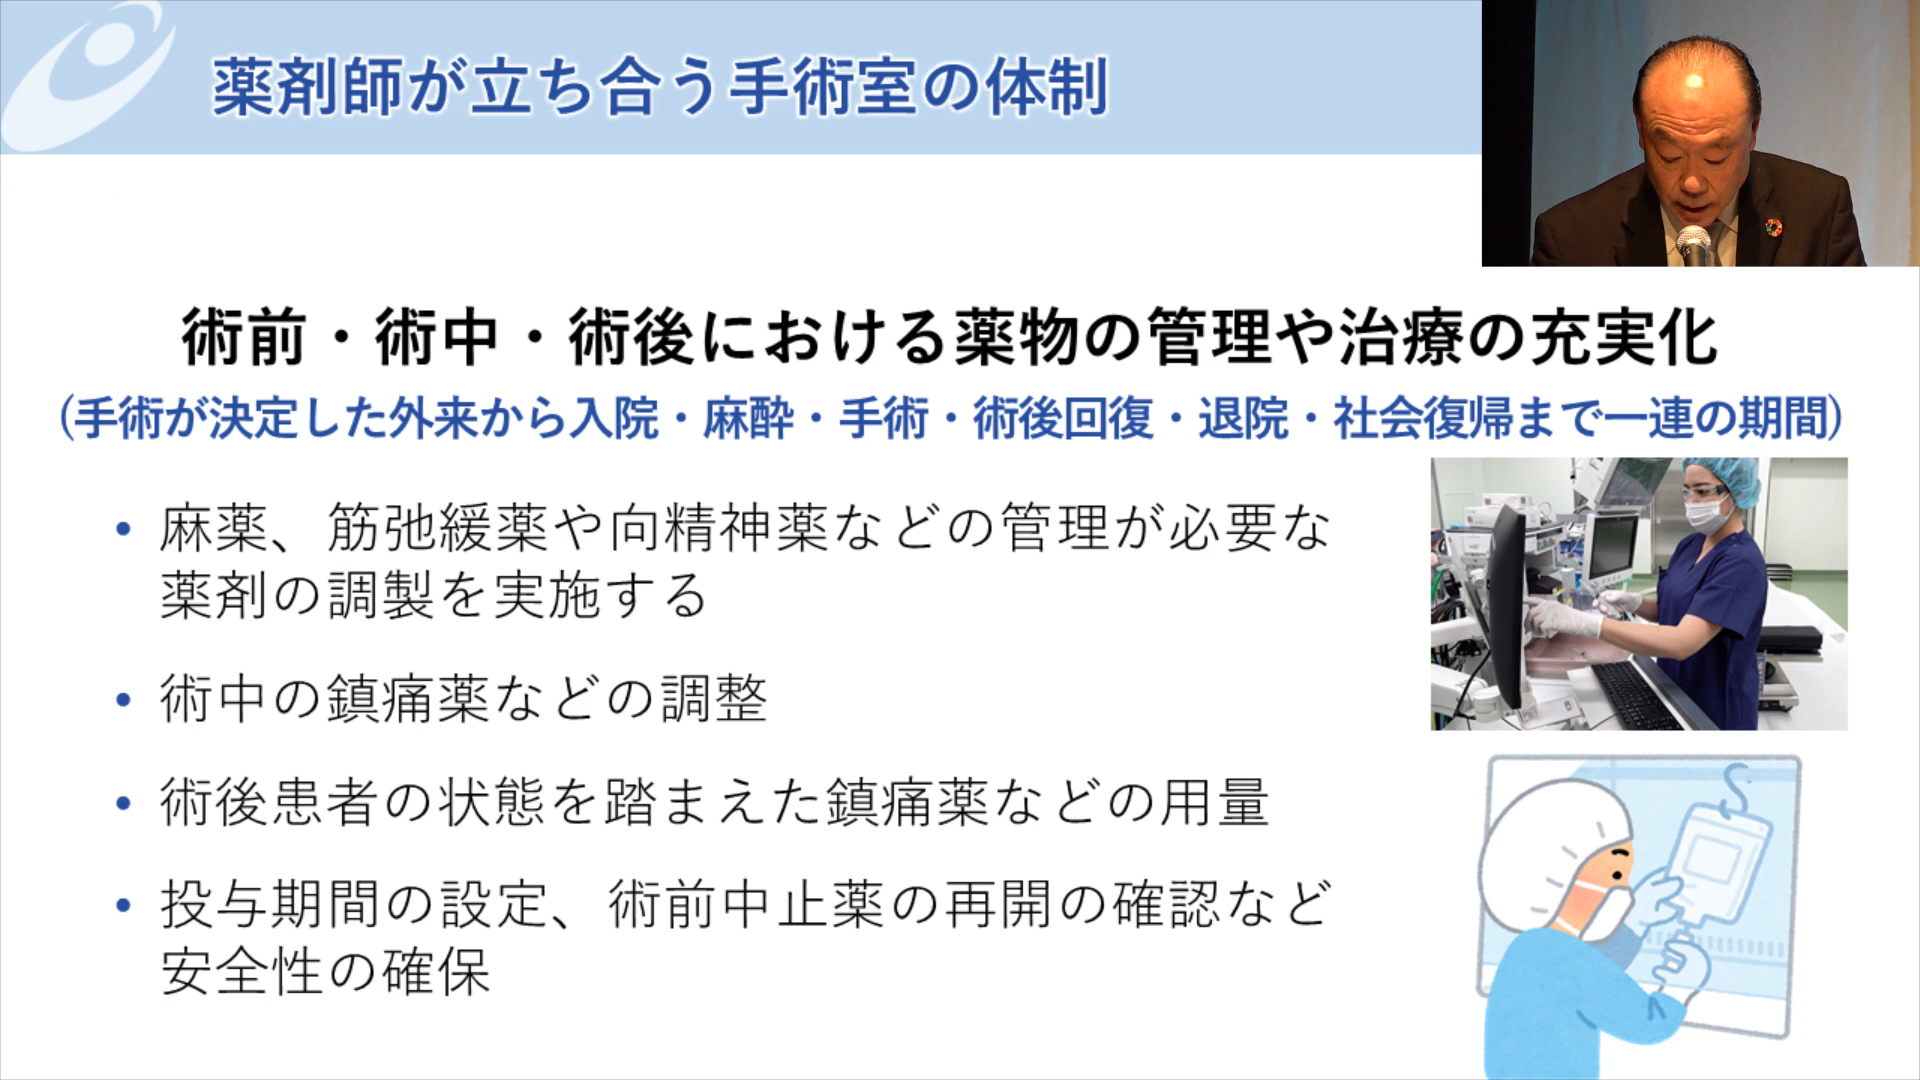 薬剤師が立ち合う手術室の体制
術前・術中・術後における薬物の管理や治療の充実化
(手術が決定した外来から入院・麻酔・手術・術後回復・退院・社会復帰まで一連の期間)
• 麻薬、筋弛緩薬や向精神薬などの管理が必要な
薬剤の調製を実施する
• 術中の鎮痛薬などの調整
• 術後患者の状態を踏まえた鎮痛薬などの用量
• 投与期間の設定、術前中止薬の再開の確認など
安全性の確保